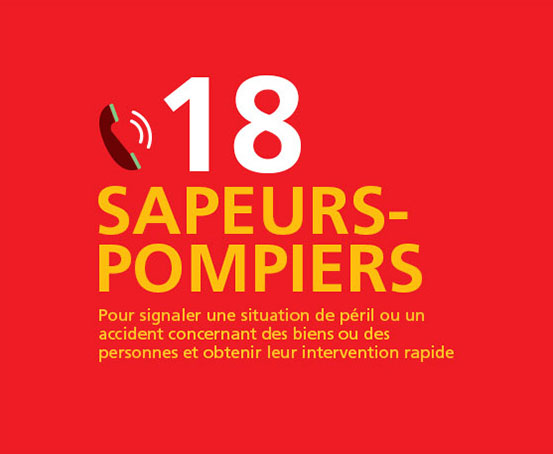 18
SAPEURS-
POMPIERS
Pour signaler une situation de péril ou un
accident concernant des biens ou des
personnes et obtenir leur intervention rapide